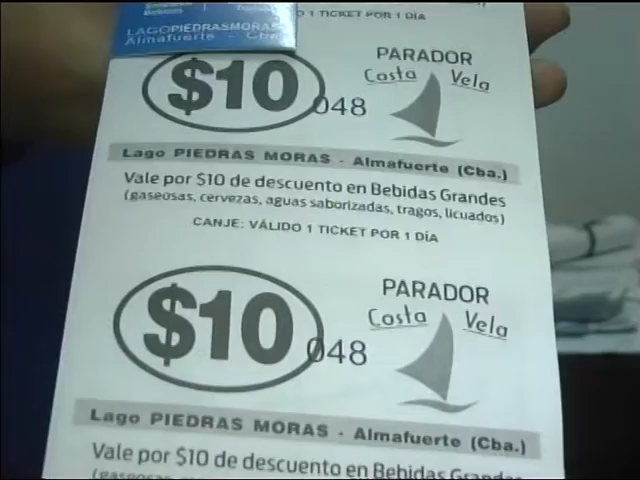 LAGOPIEDRASMORAS
Almafuerte - Cba
1 TICKET POR 1 DÍA
$10
048
PARADOR
Costa Vela
Lago PIEDRAS MORAS - Almafuerte (Cba.)
Vale por $10 de descuento en Bebidas Grandes
(gaseosas, cervezas, aguas saborizadas, tragos, licuados)
CANJE: VÁLIDO 1 TICKET POR 1 DÍA
$10
048
PARADOR
Costa Vela
Lago PIEDRAS MORAS - Almafuerte (Cba.)
Vale por $10 de descuento en Bebidas Grandes